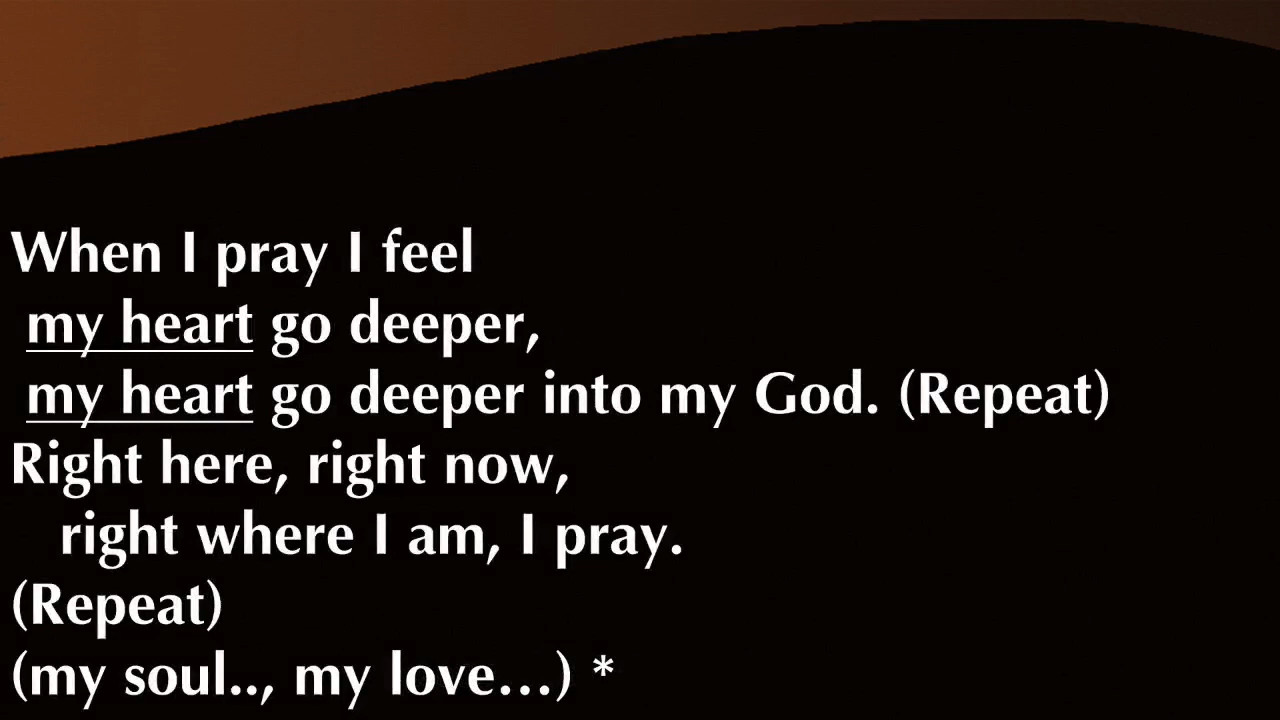 When I pray I feel
my heart go deeper,
my heart go deeper into my God. (Repeat)
Right here, right now,
right where I am, I pray.
(Repeat)
(my soul.., my love...) *